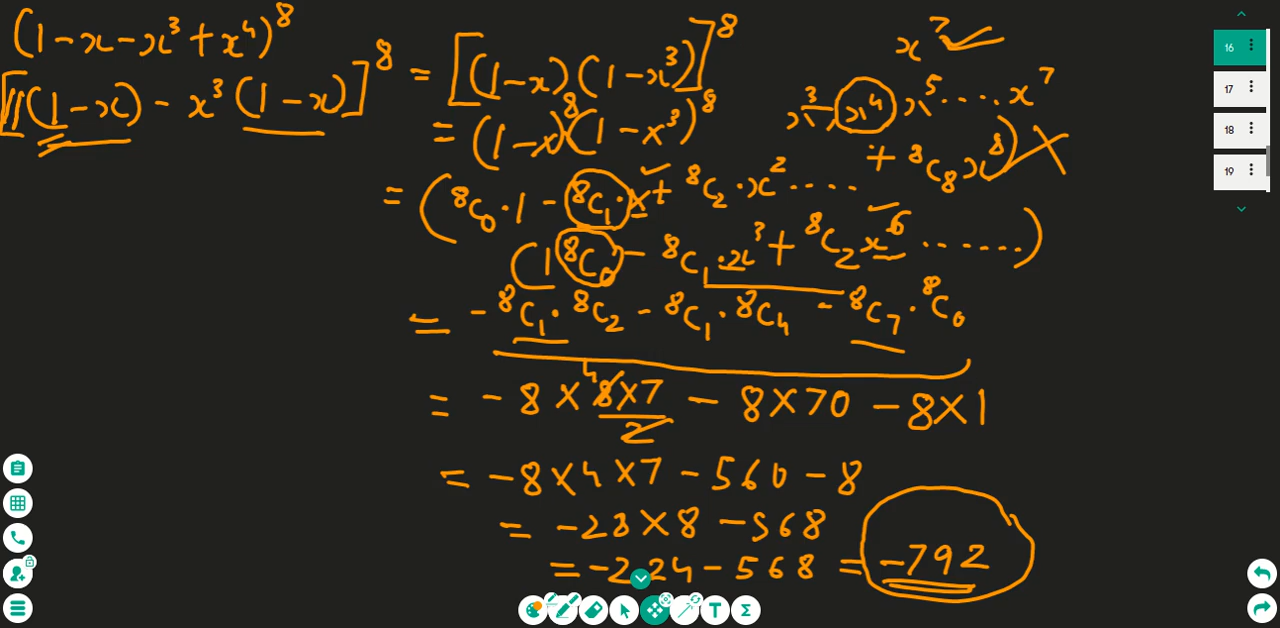 (1-x-x³+x⁴)⁸
[(1-x) - x³(1-x)]⁸ = [(1-x)(1-x³)]⁸
x⁷
= (1-x)⁸(1-x³)⁸
x³, x⁴, x⁵....x⁷
+ ⁸C₈x⁸)
= (⁸C₀·1 - ⁸C₁·x + ⁸C₂·x²....
(1 ⁸C₀ - ⁸C₁·x³ + ⁸C₂x⁶......)
= -⁸C₁·⁸C₂ - ⁸C₁·⁸C₄ - ⁸C₇·⁸C₀
4
= -8×8×7/2 - 8×70 - 8×1
= -8×4×7 - 560 - 8
= -28×8 - 568
= -224 - 568 = -792
16
17
18
19
T
Σ